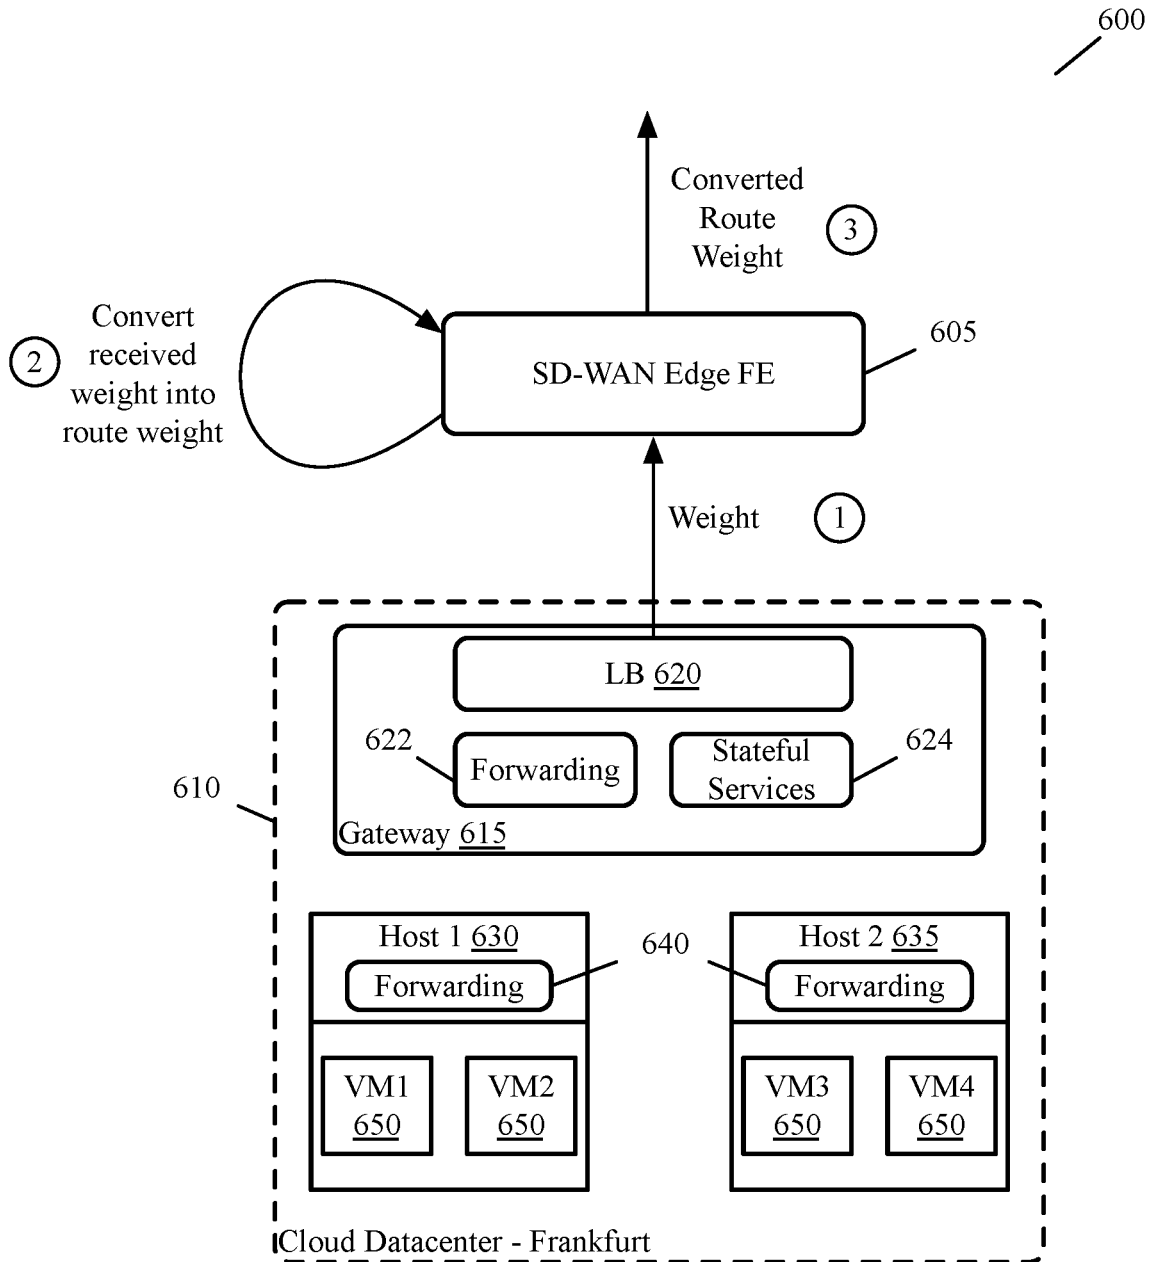 600
Converted
Route
Weight
3
Convert
received
weight into
route weight
2
SD-WAN Edge FE
605
Weight
1
LB 620
622
Forwarding
Stateful
Services
624
610
Gateway 615
Host 1 630
Forwarding
640
Host 2 635
Forwarding
VM1
650
VM2
650
VM3
650
VM4
650
Cloud Datacenter - Frankfurt